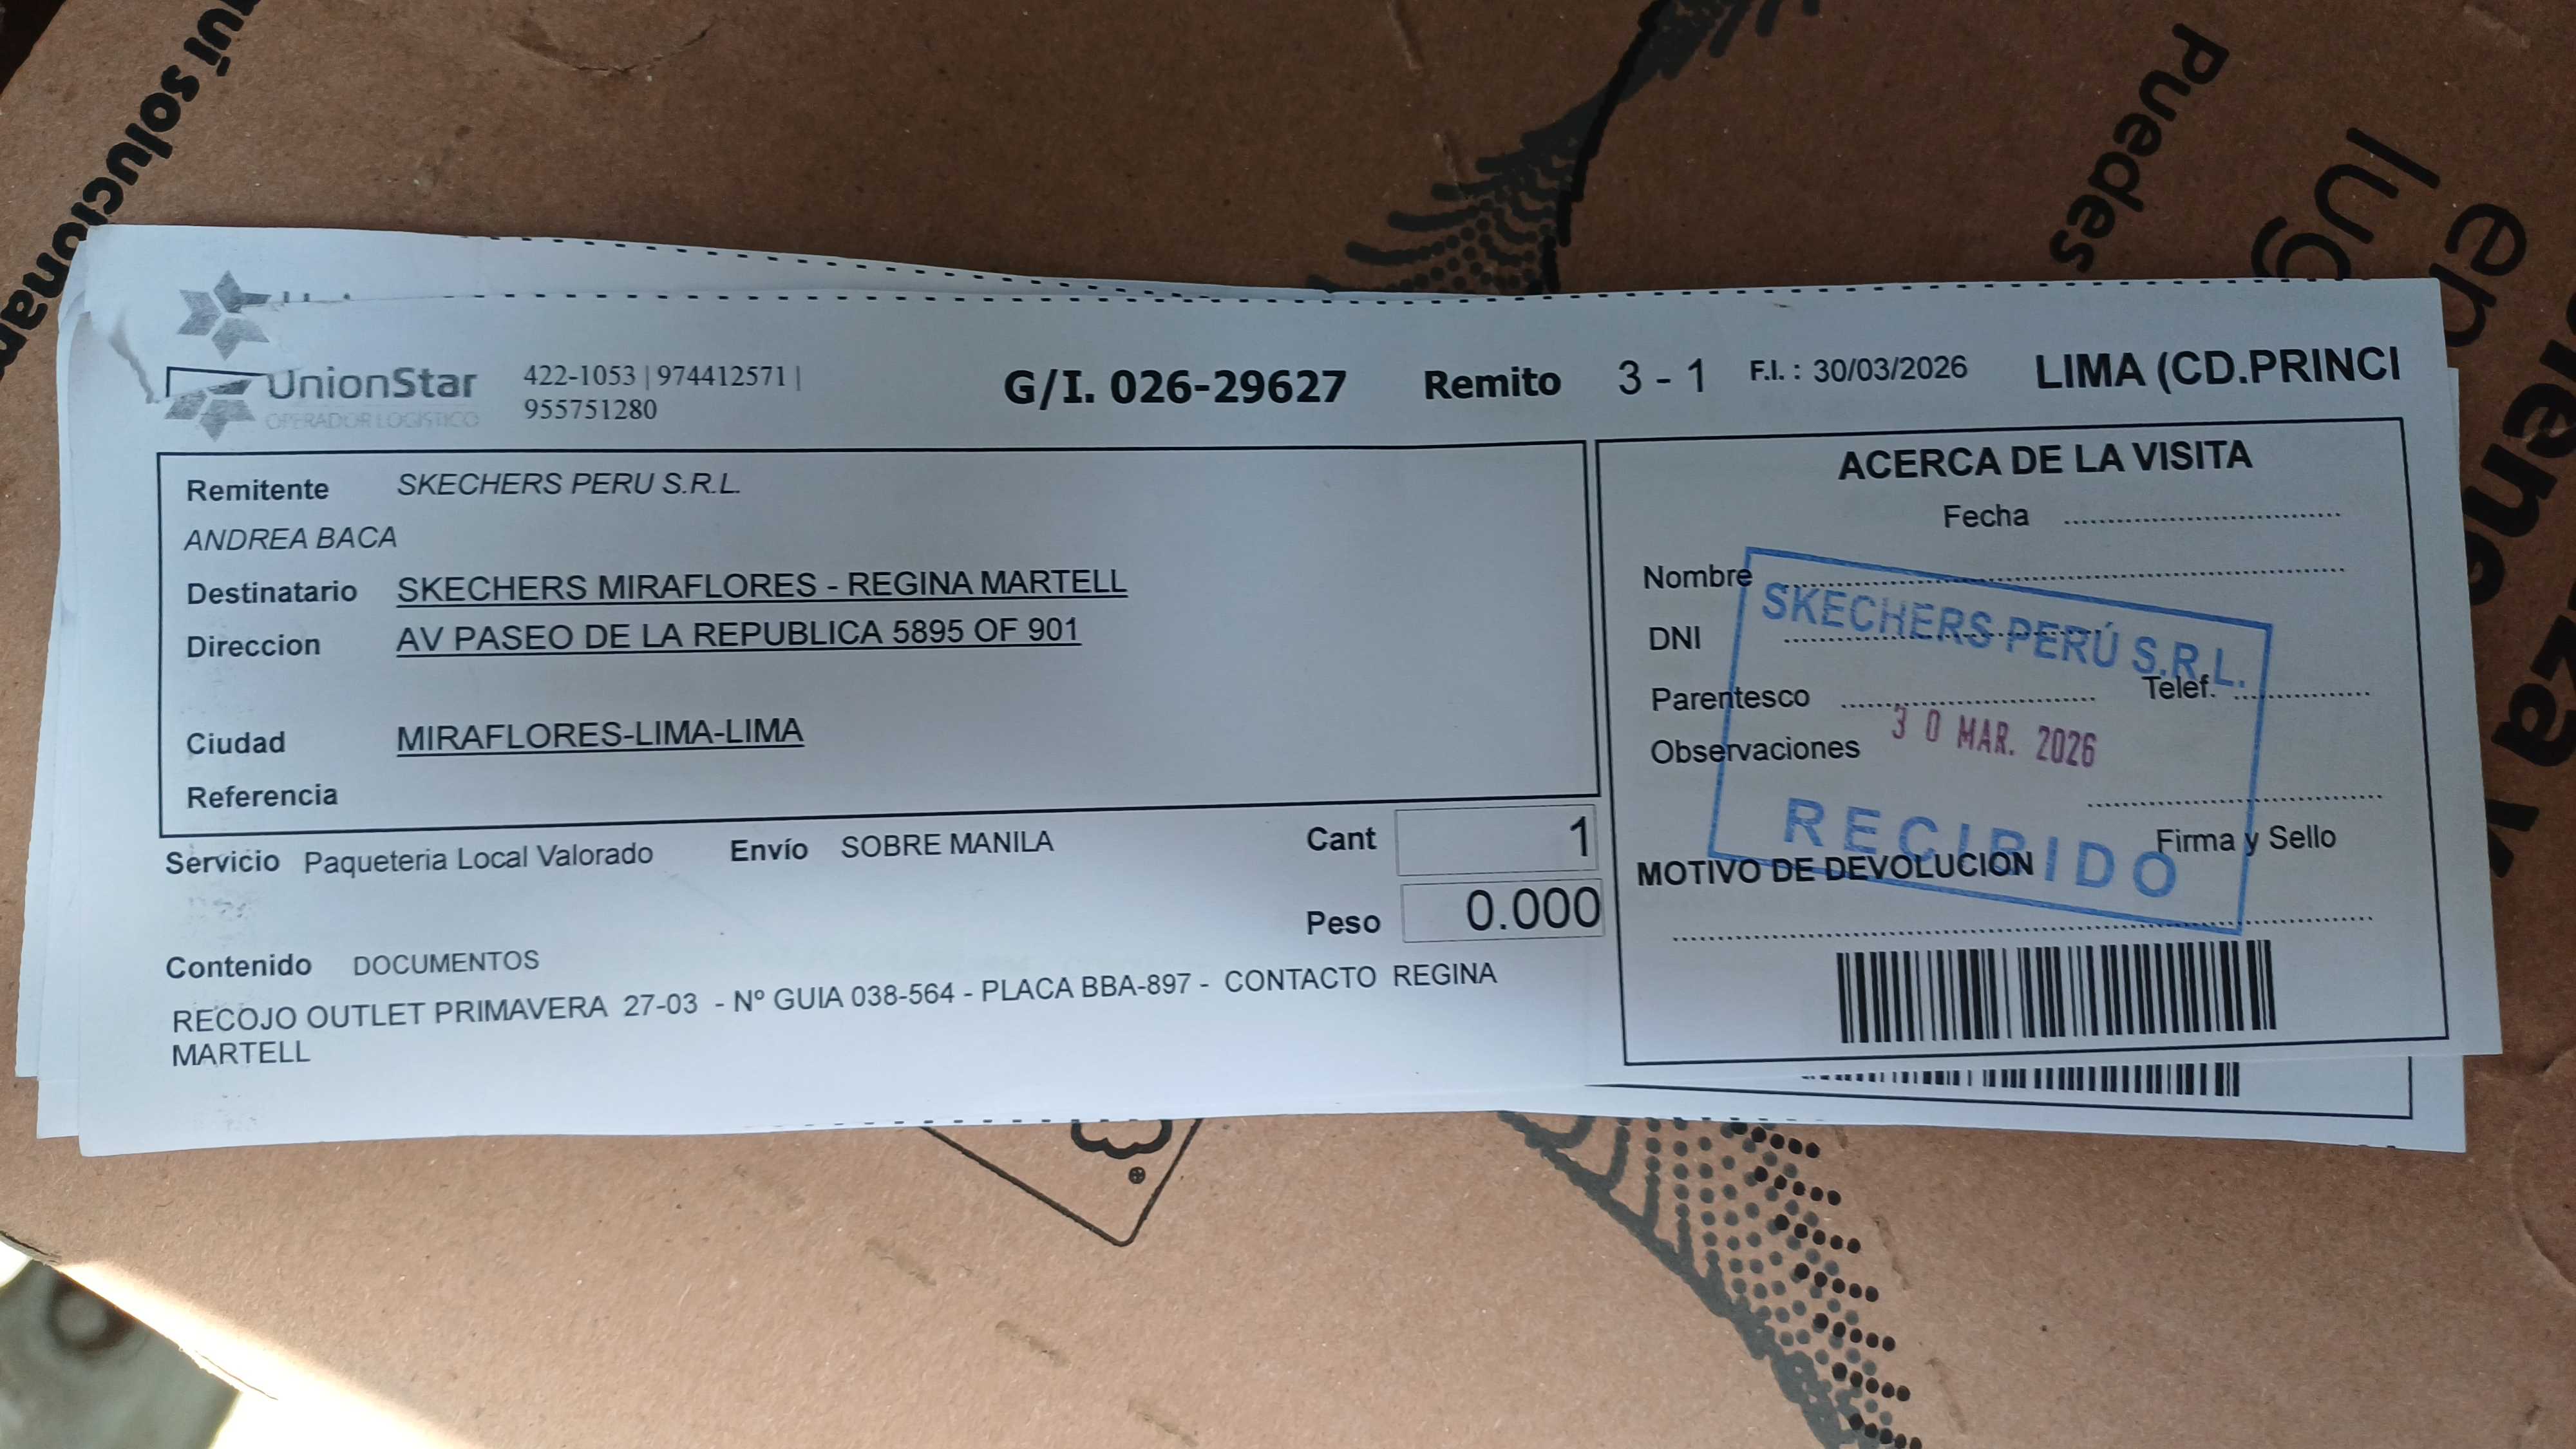 UnionStar
OPERADOR LOGISTICO
422-1053 | 974412571 |
955751280
G/I. 026-29627
Remito 3 - 1
F.I. : 30/03/2026
LIMA (CD.PRINCI
Remitente SKECHERS PERU S.R.L.
ANDREA BACA
Destinatario SKECHERS MIRAFLORES - REGINA MARTELL
Direccion AV PASEO DE LA REPUBLICA 5895 OF 901
Ciudad MIRAFLORES-LIMA-LIMA
Referencia
Servicio Paqueteria Local Valorado Envío SOBRE MANILA Cant 1
Peso 0.000
Contenido DOCUMENTOS
RECOJO OUTLET PRIMAVERA 27-03 - Nº GUIA 038-564 - PLACA BBA-897 - CONTACTO REGINA
MARTELL
ACERCA DE LA VISITA
Fecha
Nombre
DNI
Parentesco Telef.
Observaciones
Firma y Sello
MOTIVO DE DEVOLUCION
SKECHERS PERÚ S.R.L.
30 MAR. 2026
RECIBIDO
Puedes